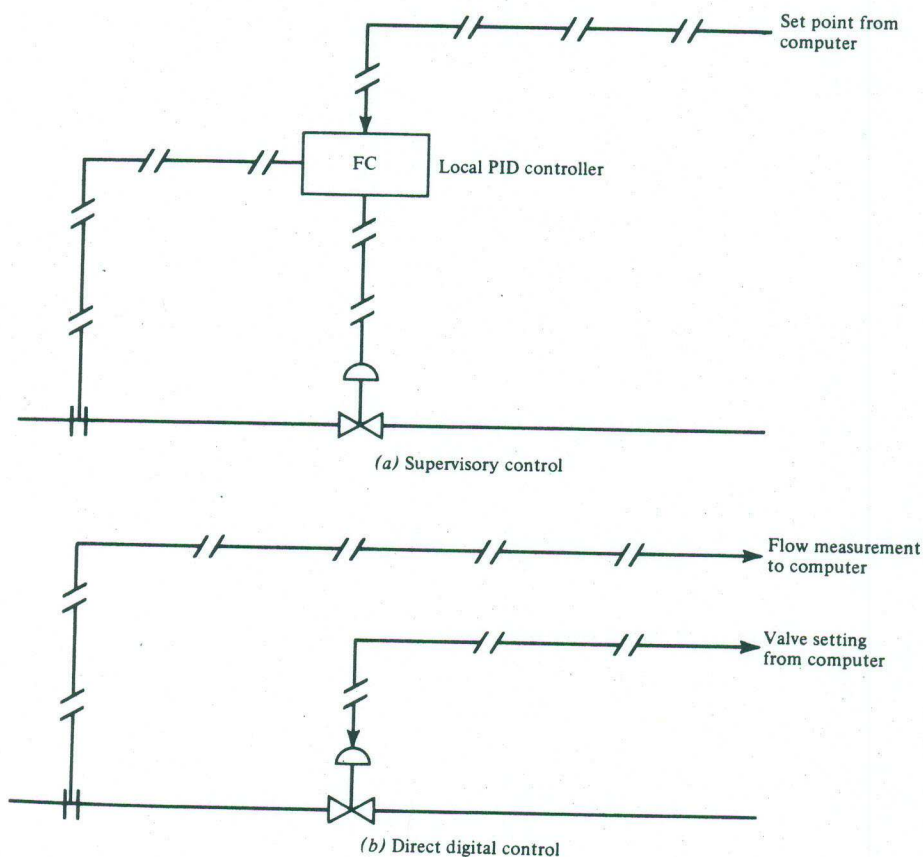 Set point from
computer
FC
Local PID controller
(a) Supervisory control
Flow measurement
to computer
Valve setting
from computer
(b) Direct digital control